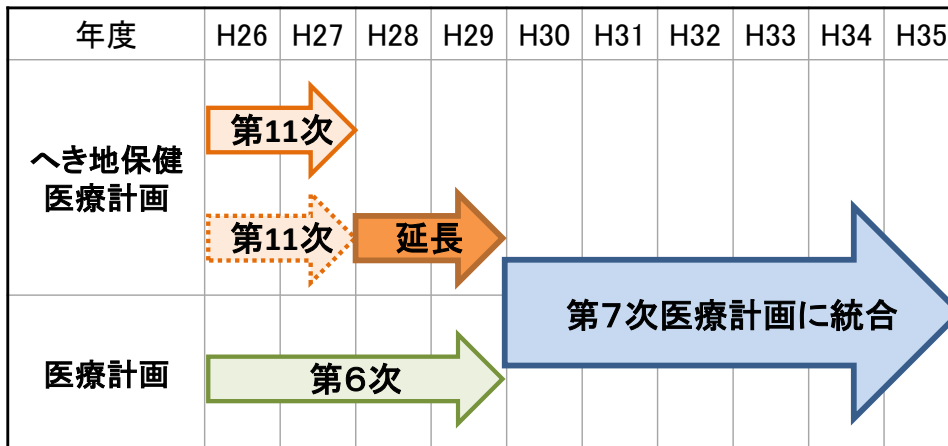 年度 H26 H27 H28 H29 H30 H31 H32 H33 H34 H35
へき地保健
医療計画
第11次
第11次 延長
第7次医療計画に統合
医療計画
第6次